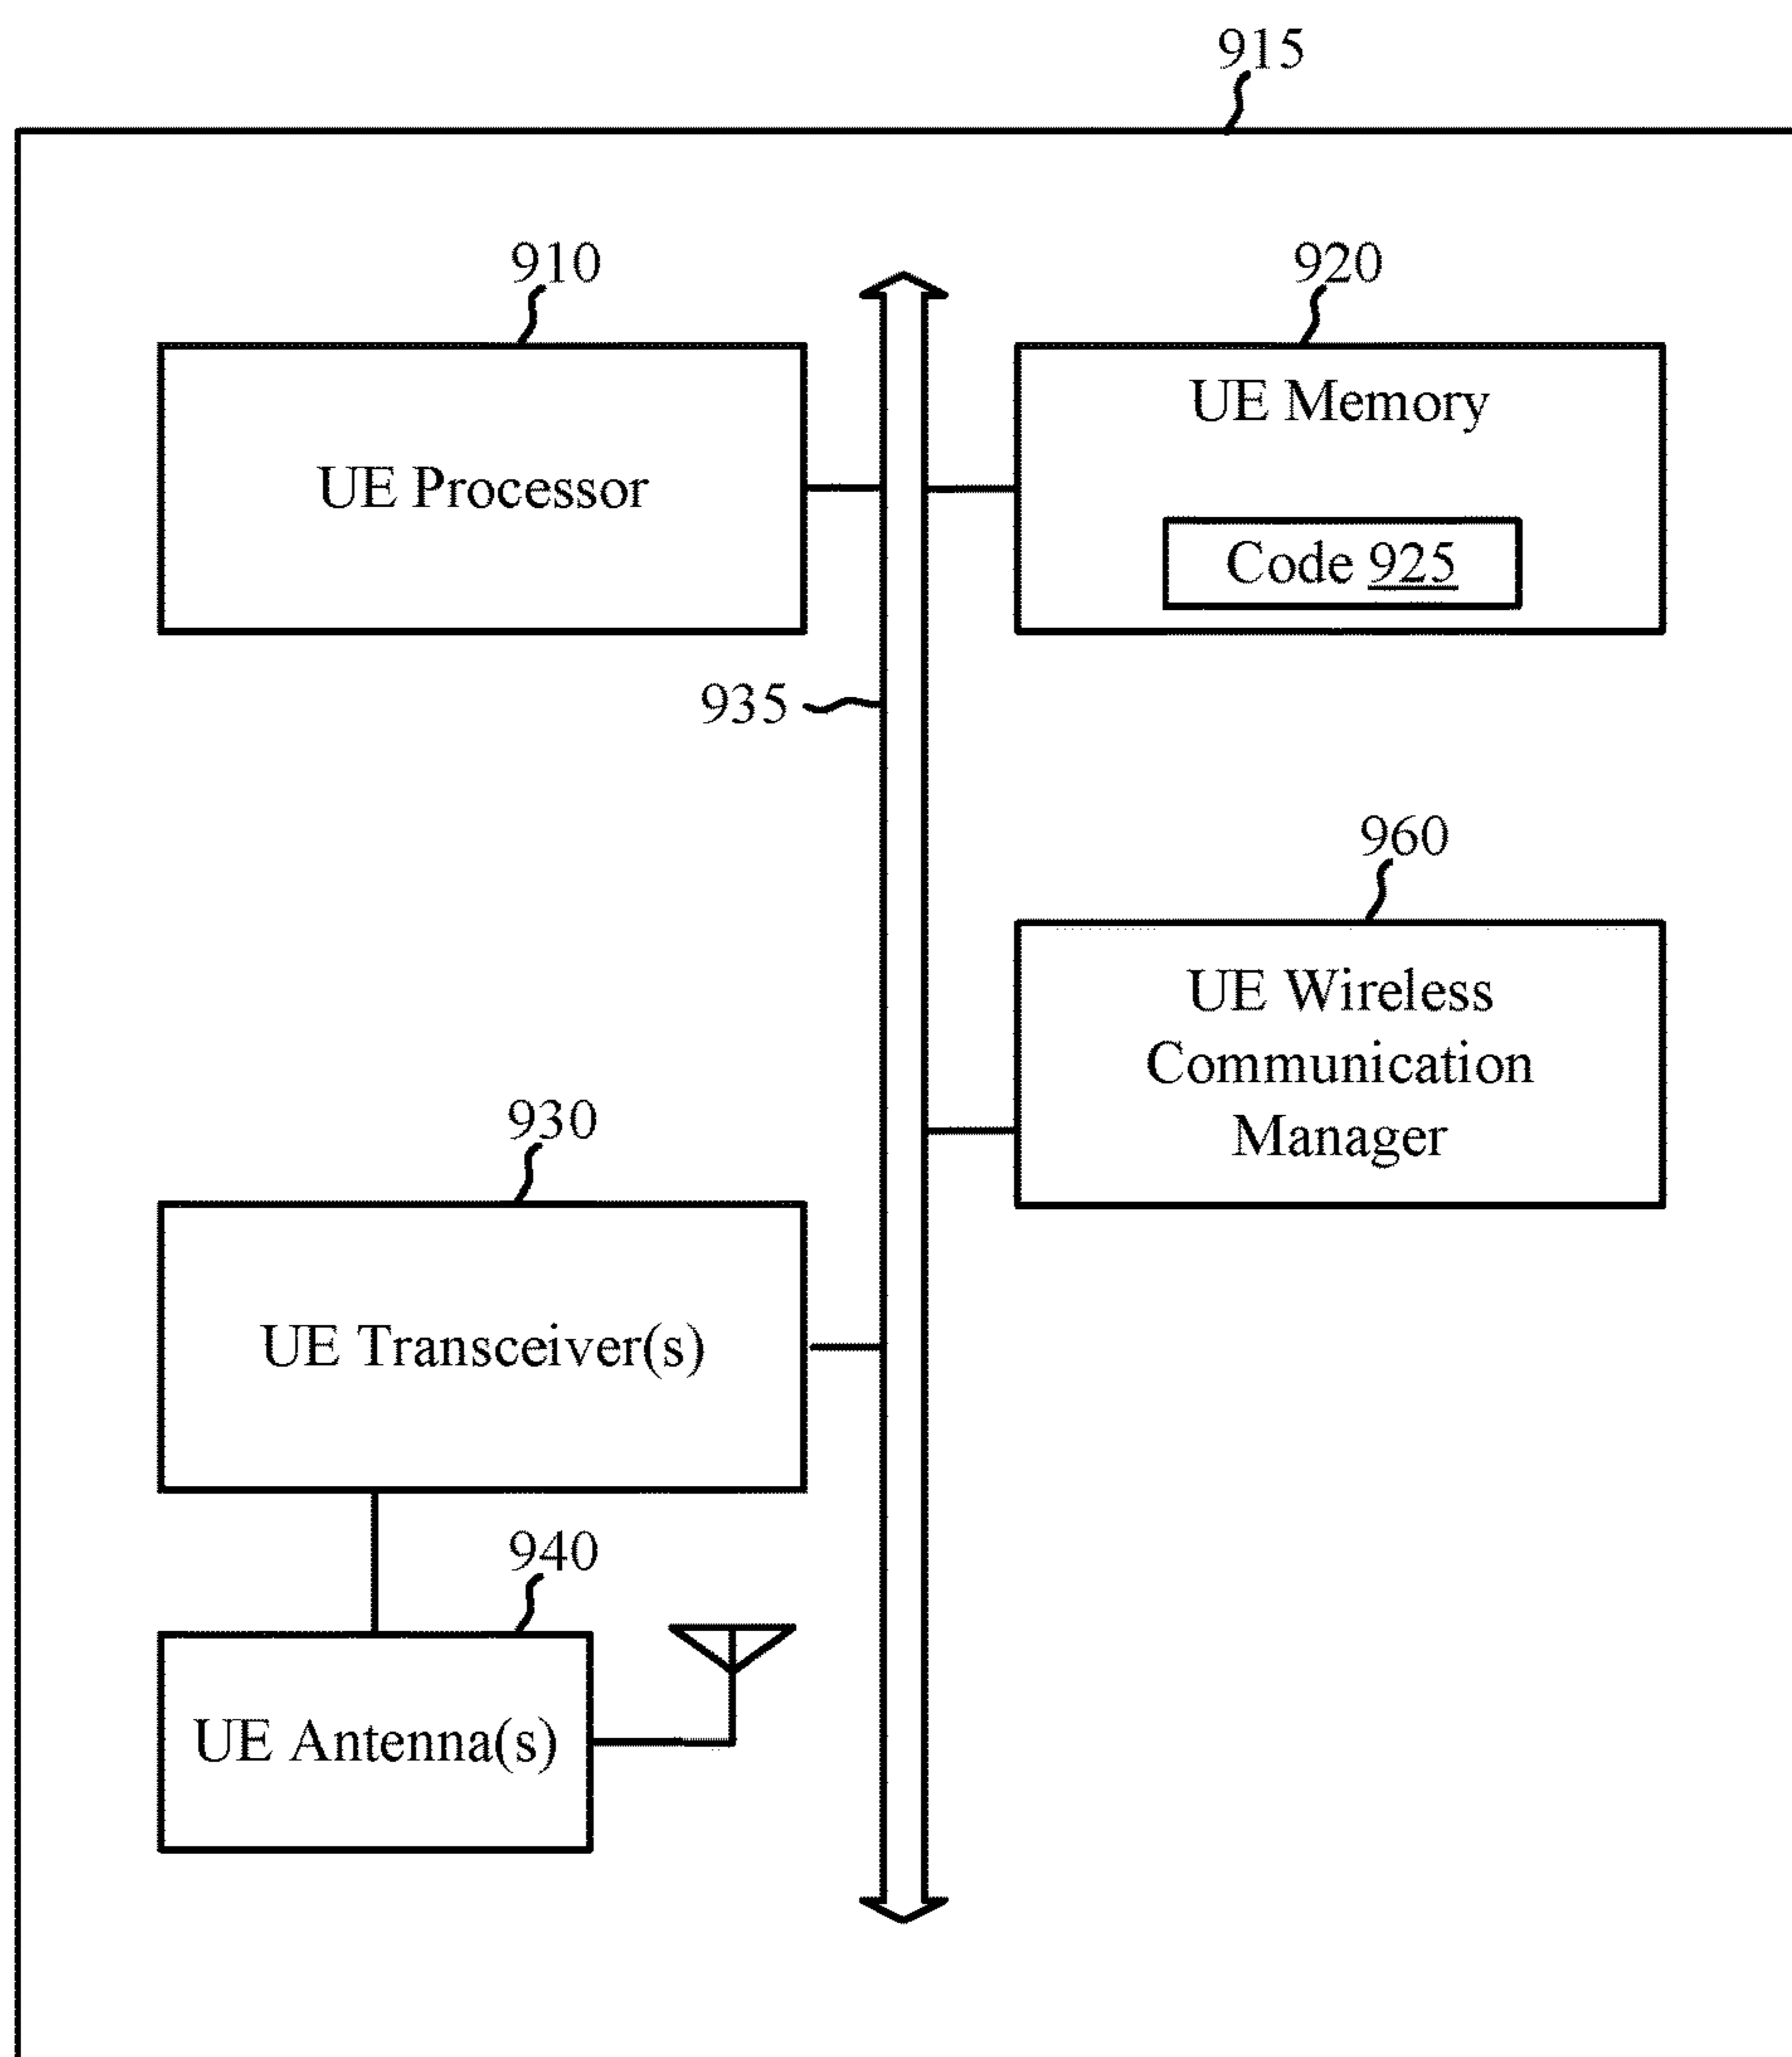 915
910
920
UE Processor
UE Memory
Code 925
935
960
UE Wireless
Communication
Manager
930
UE Transceiver(s)
940
UE Antenna(s)